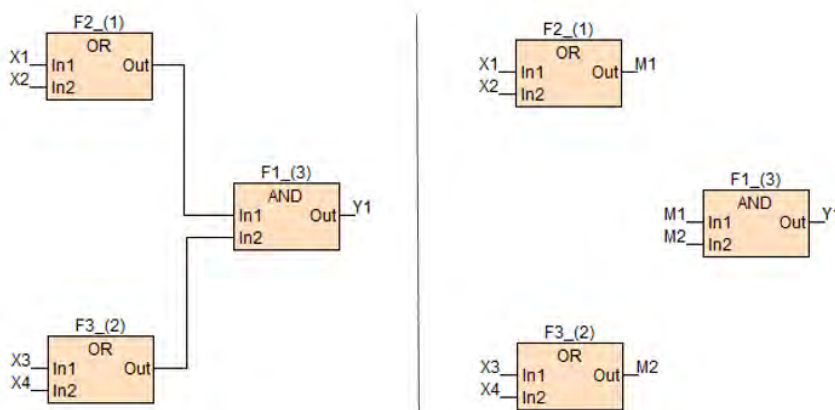 F2_(1)
OR
X1 In1 Out
X2 In2
F1_(3)
AND
In1 Out Y1
In2
F3_(2)
OR
X3 In1 Out
X4 In2
F2_(1)
OR
X1 In1 Out M1
X2 In2
F1_(3)
AND
M1 In1 Out Y1
M2 In2
F3_(2)
OR
X3 In1 Out M2
X4 In2